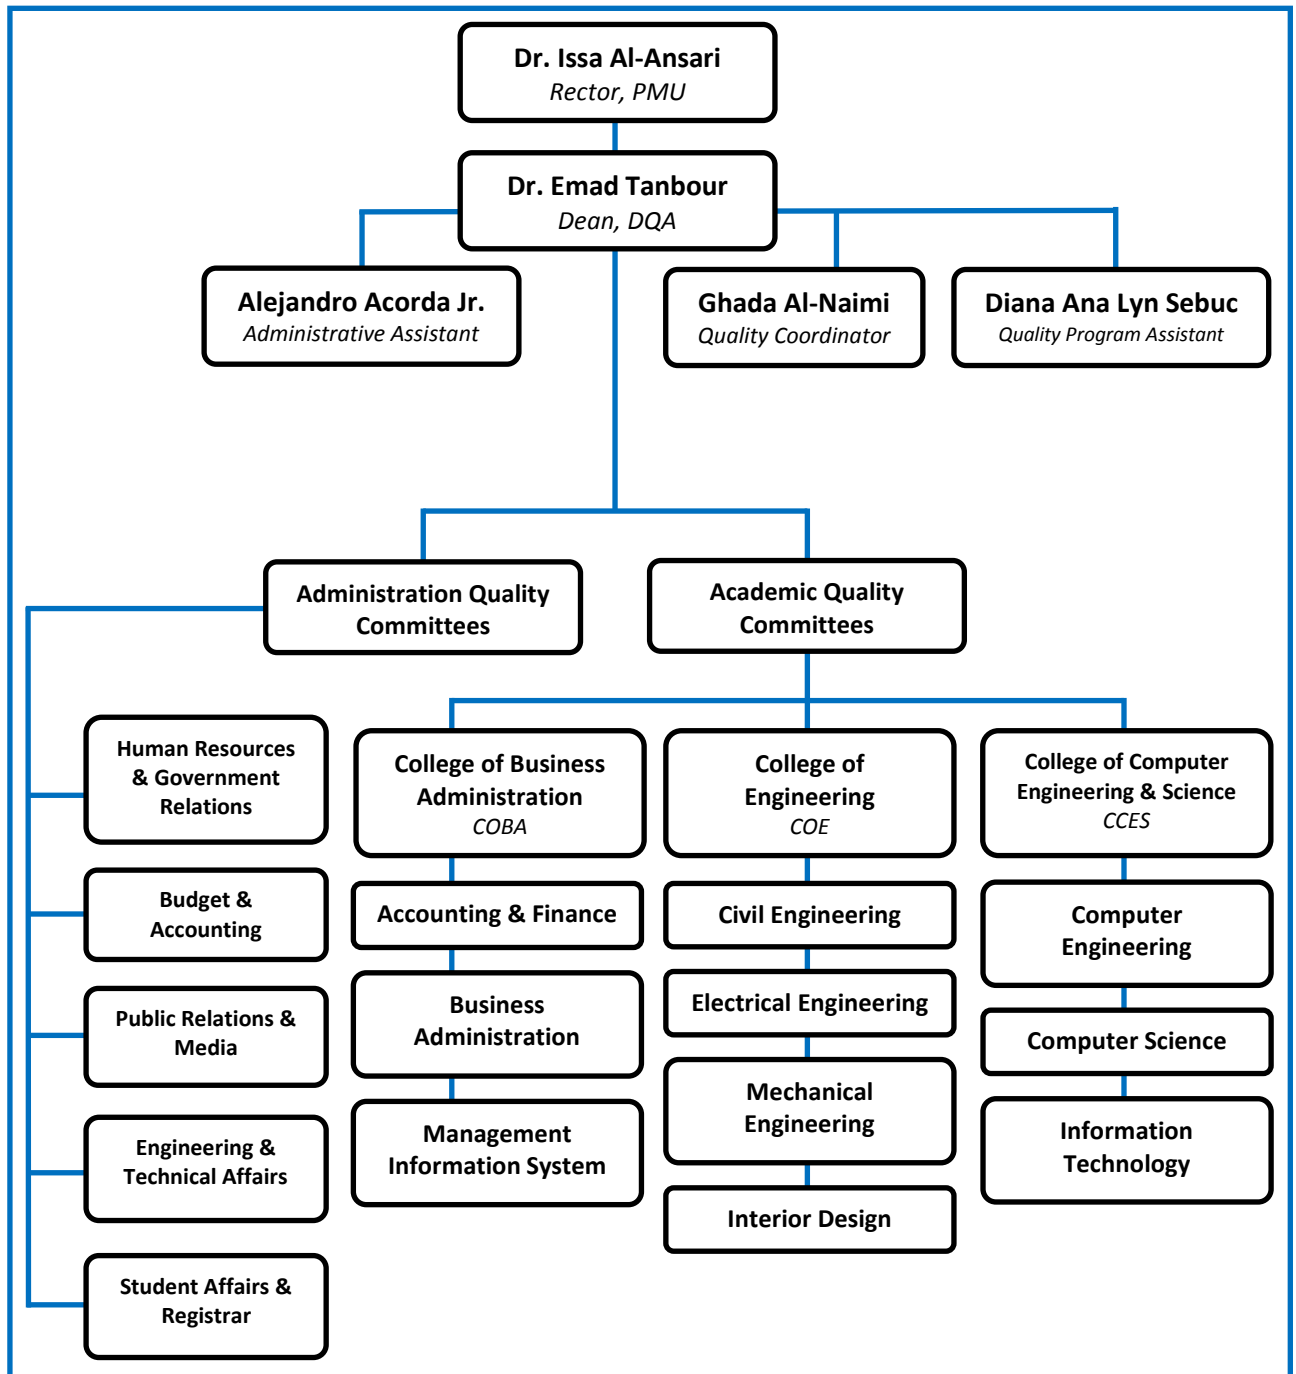 Dr. Issa Al-Ansari
Rector, PMU
Dr. Emad Tanbour
Dean, DQA
Alejandro Acorda Jr.
Administrative Assistant
Ghada Al-Naimi
Quality Coordinator
Diana Ana Lyn Sebuc
Quality Program Assistant
Administration Quality
Committees
Academic Quality
Committees
Human Resources
& Government
Relations
Budget &
Accounting
Public Relations &
Media
Engineering &
Technical Affairs
Student Affairs &
Registrar
College of Business
Administration
COBA
Accounting & Finance
Business
Administration
Management
Information System
College of
Engineering
COE
Civil Engineering
Electrical Engineering
Mechanical
Engineering
Interior Design
College of Computer
Engineering & Science
CCES
Computer
Engineering
Computer Science
Information
Technology